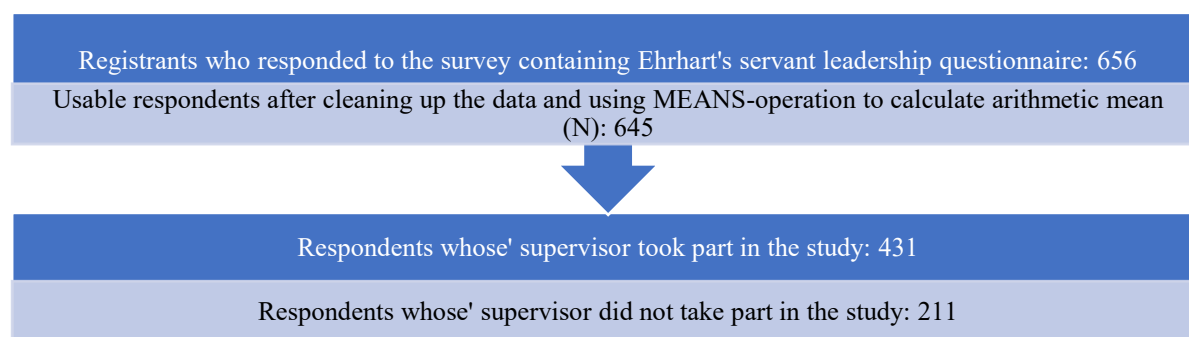 Registrants who responded to the survey containing Ehrhart's servant leadership questionnaire: 656
Usable respondents after cleaning up the data and using MEANS-operation to calculate arithmetic mean
(N): 645
Respondents whose' supervisor took part in the study: 431
Respondents whose' supervisor did not take part in the study: 211